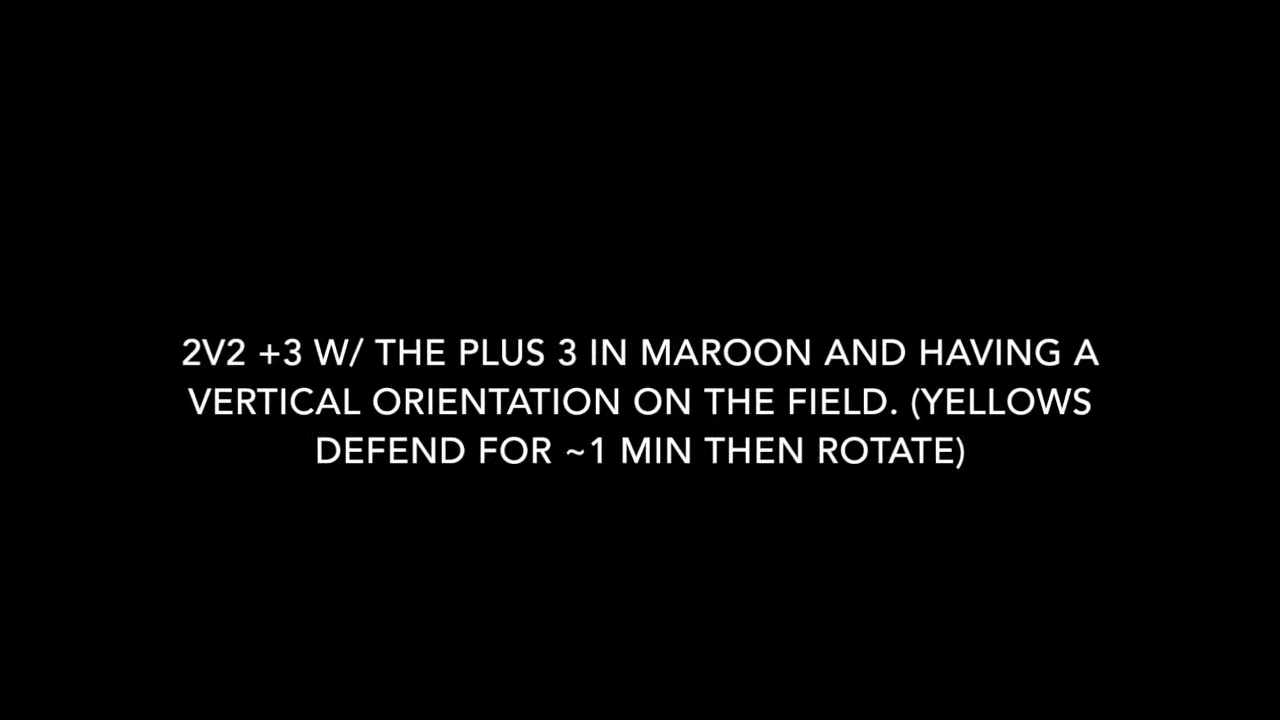 2V2 +3 W/ THE PLUS 3 IN MAROON AND HAVING A
VERTICAL ORIENTATION ON THE FIELD. (YELLOWS
DEFEND FOR ~1 MIN THEN ROTATE)